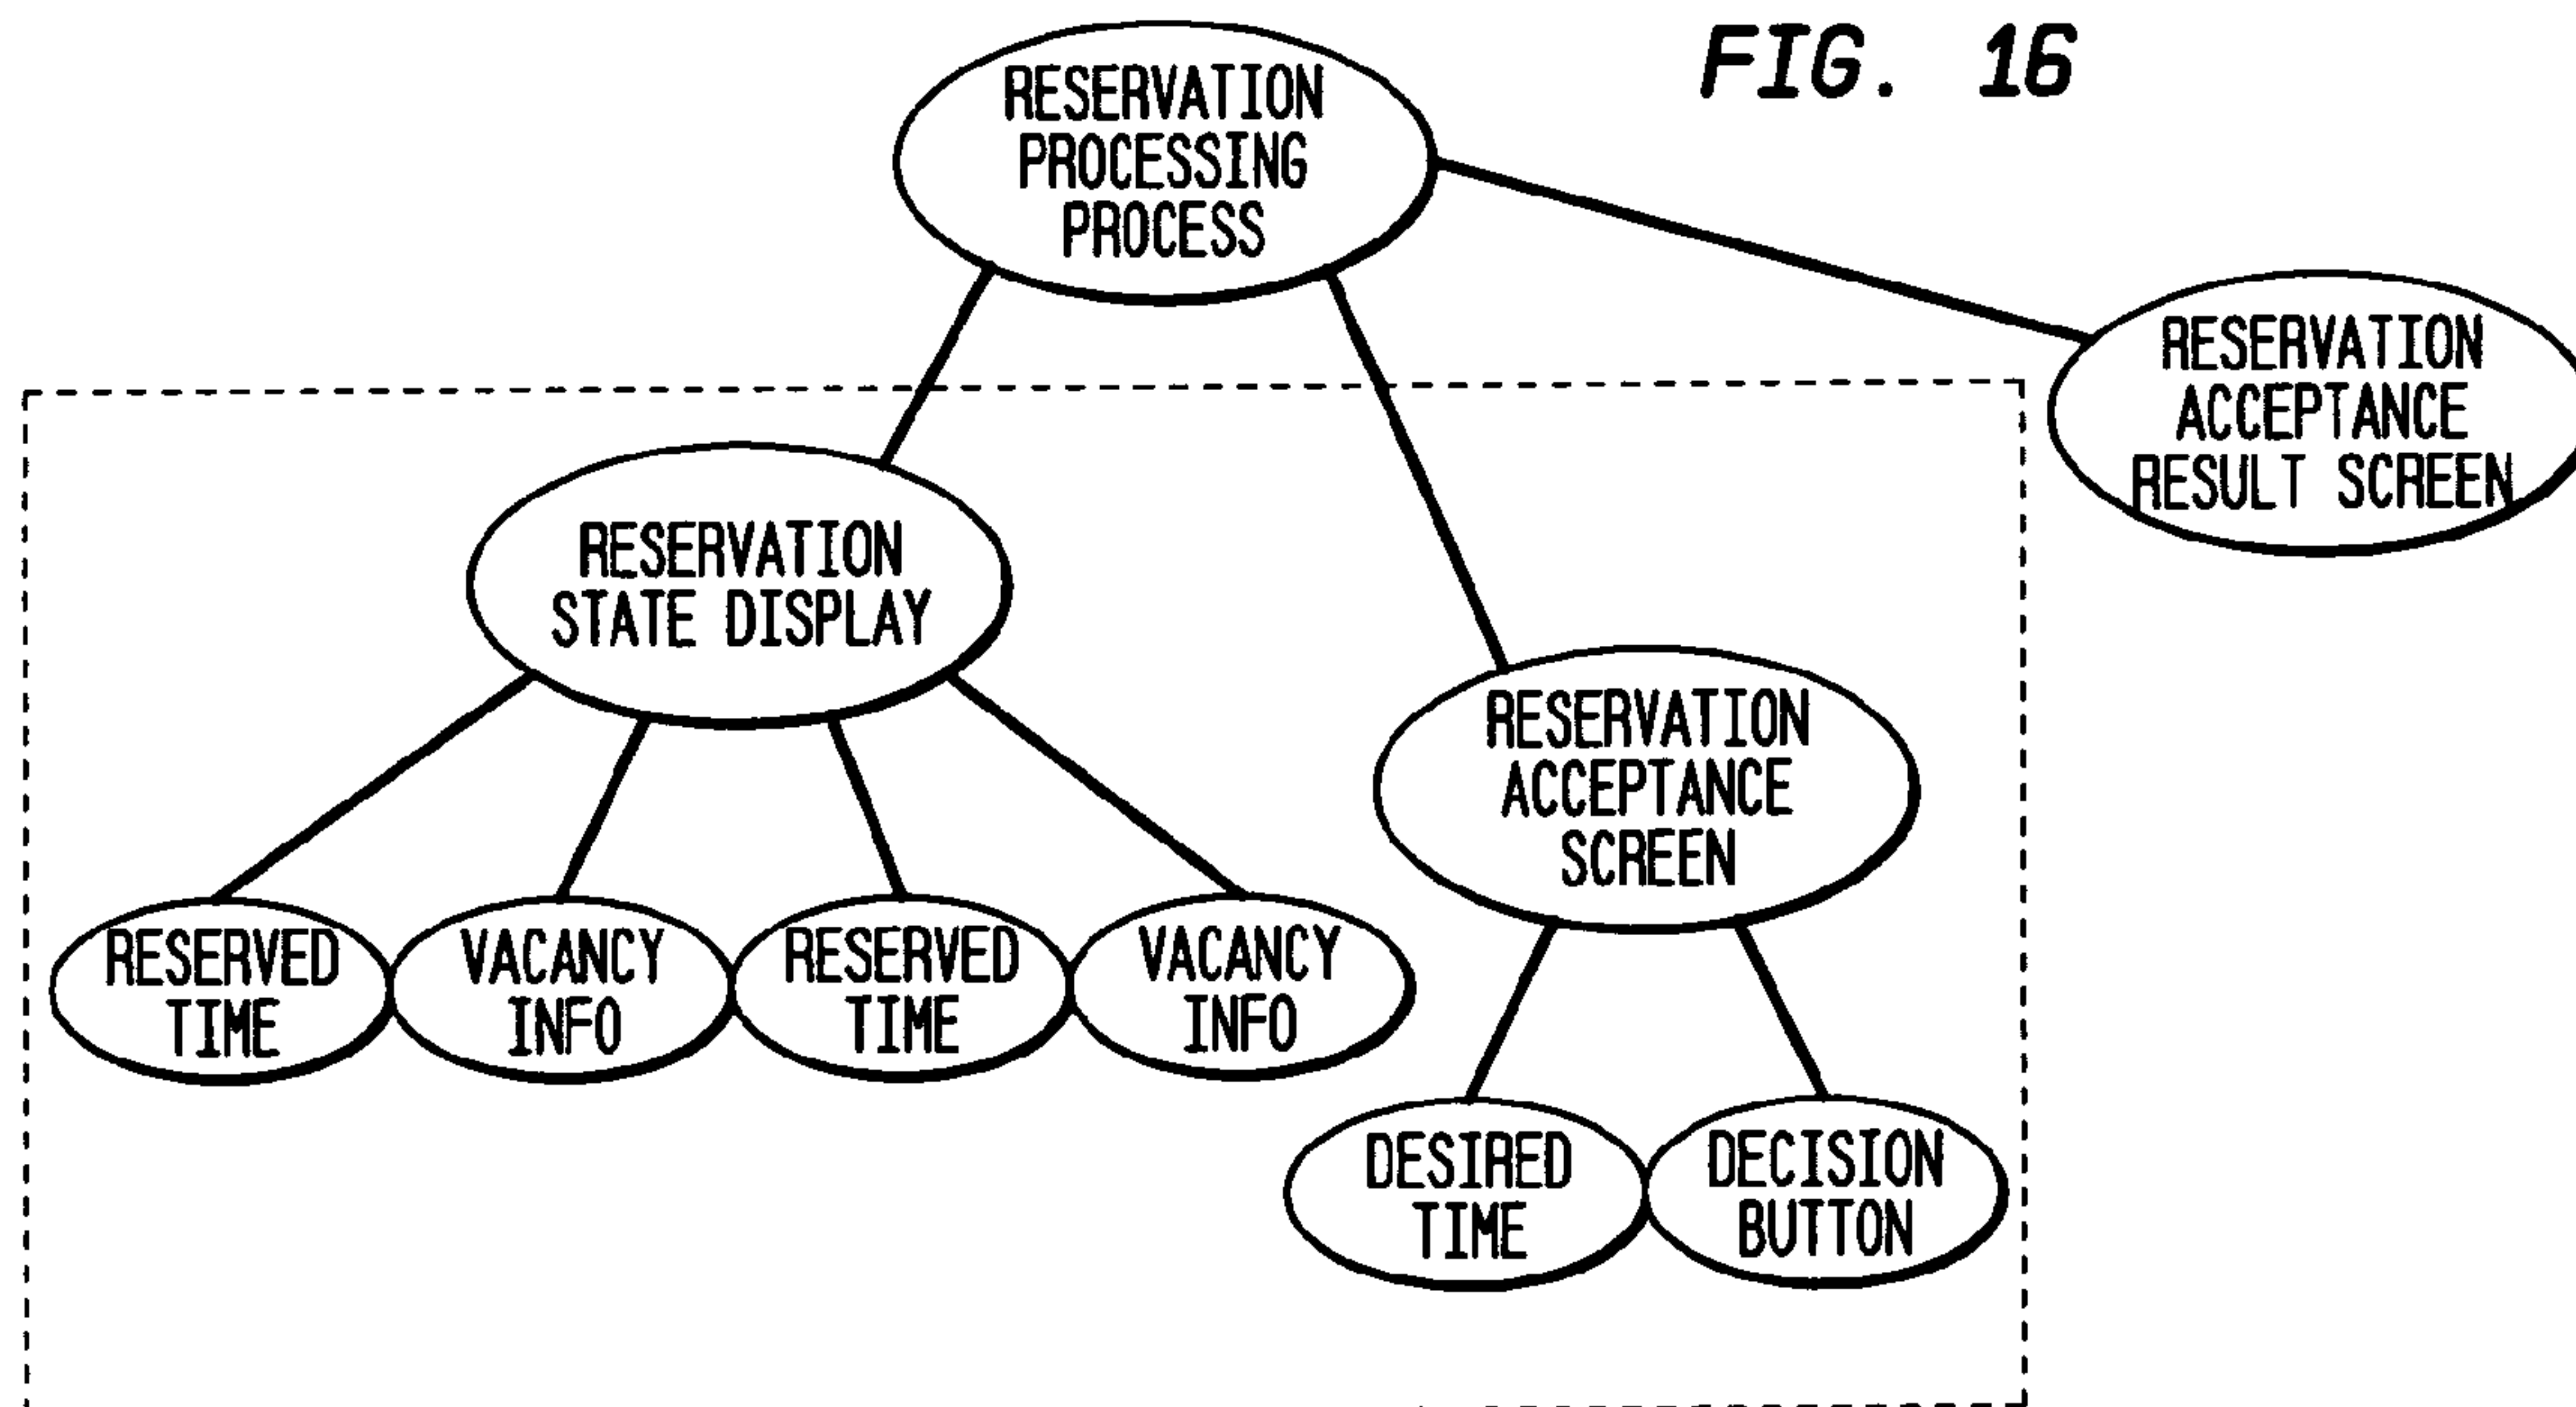 FIG. 16
RESERVATION
PROCESSING
PROCESS
RESERVATION
ACCEPTANCE
RESULT SCREEN
RESERVATION
STATE DISPLAY
RESERVATION
ACCEPTANCE
SCREEN
RESERVED
TIME
VACANCY
INFO
RESERVED
TIME
VACANCY
INFO
DESIRED
TIME
DECISION
BUTTON